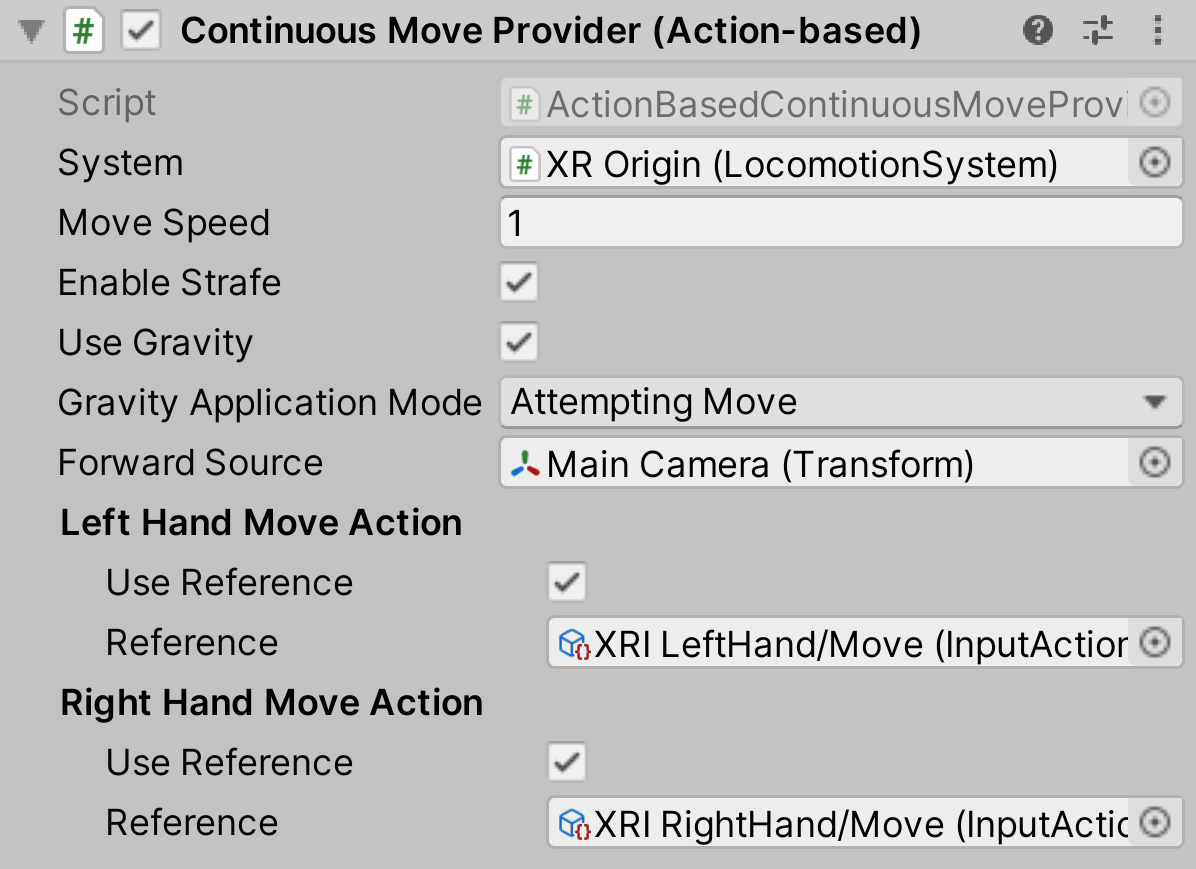 Continuous Move Provider (Action-based)
Script # ActionBasedContinuousMoveProvi
System # XR Origin (LocomotionSystem)
Move Speed 1
Enable Strafe
Use Gravity
Gravity Application Mode Attempting Move
Forward Source Main Camera (Transform)
Left Hand Move Action
Use Reference
Reference XRI LeftHand/Move (InputAction
Right Hand Move Action
Use Reference
Reference XRI RightHand/Move (InputActic